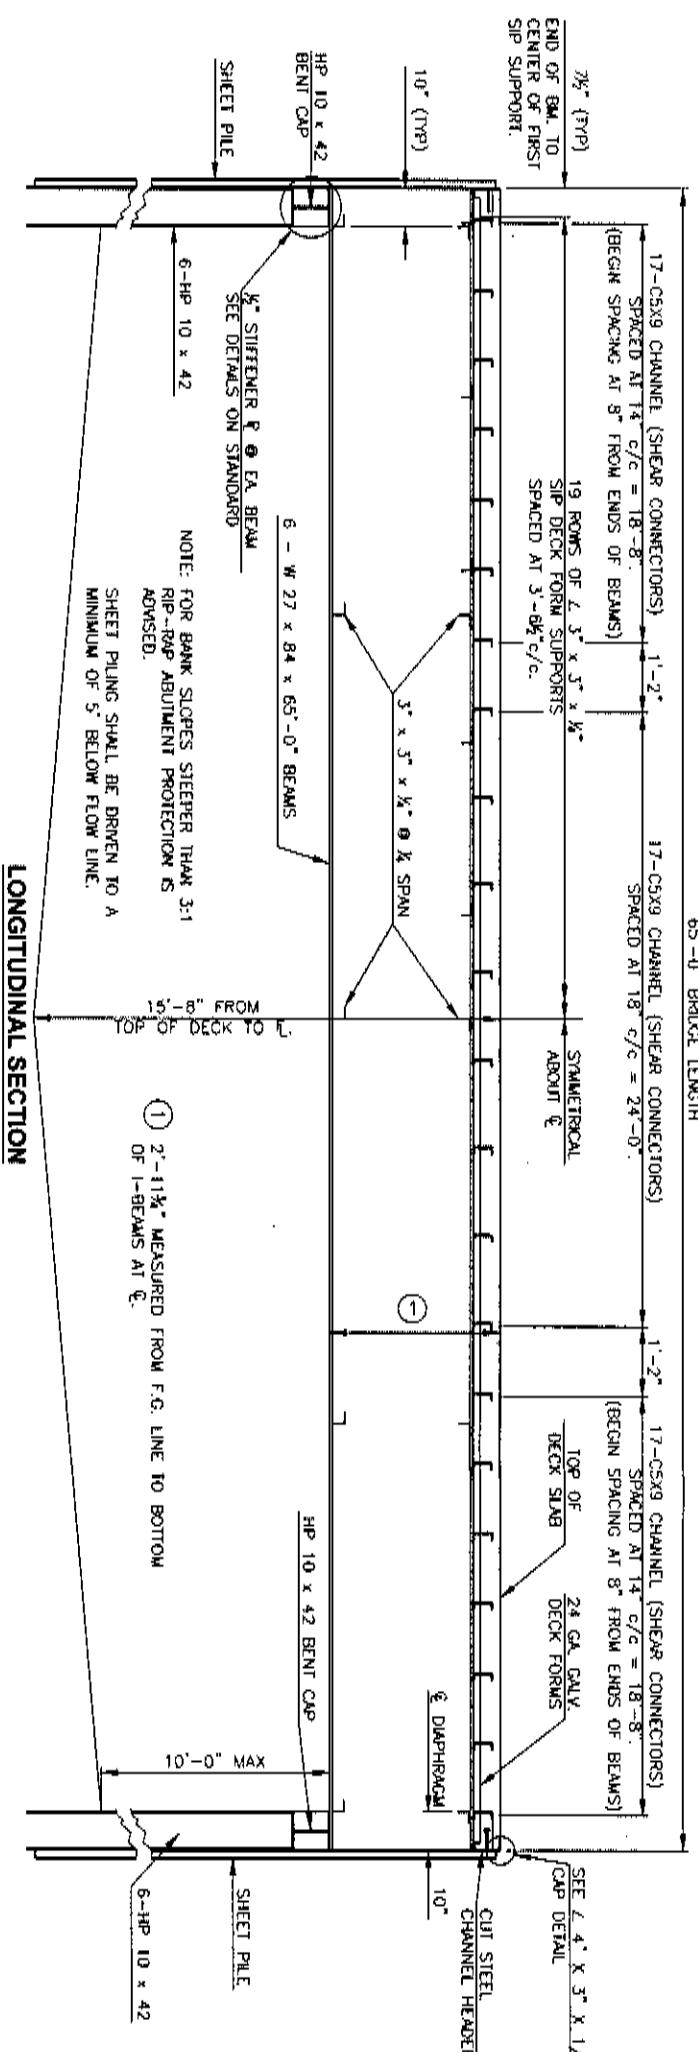 65'-0" BRIDGE LENGTH
17-C5X9 CHANNEL (SHEAR CONNECTORS)
SPACED AT 14" c/c = 18'-8".
(BEGIN SPACING AT 8" FROM ENDS OF BEAMS)
1'-2"
17-C5X9 CHANNEL (SHEAR CONNECTORS)
SPACED AT 18" c/c = 24'-0".
1'-2"
17-C5X9 CHANNEL (SHEAR CONNECTORS)
SPACED AT 14" c/c = 18'-8".
(BEGIN SPACING AT 8" FROM ENDS OF BEAMS)
7½" (TYP)
END OF BM. TO
CENTER OF FIRST
SIP SUPPORT.
19 ROWS OF ∠ 3" x 3" x ¼"
SIP DECK FORM SUPPORTS
SPACED AT 3'-6½" c/c.
SYMMETRICAL
ABOUT ℄
TOP OF
DECK SLAB
24 GA. GALV.
DECK FORMS
SEE ∠ 4" X 3" X 1/
CAP DETAIL
CUT STEEL
CHANNEL HEADER
10" (TYP)
HP 10 x 42
BENT CAP
SHEET PILE
3" x 3" x ¼" @ ¼ SPAN
1
℄ DIAPHRAGM
10"
6 - W 27 x 84 x 65'-0" BEAMS
½" STIFFENER ℄ @ EA. BEAM
SEE DETAILS ON STANDARD
HP 10 x 42 BENT CAP
SHEET PILE
6-HP 10 x 42
NOTE: FOR BANK SLOPES STEEPER THAN 3:1
RIP-RAP ABUTMENT PROTECTION IS
ADVISED.
SHEET PILING SHALL BE DRIVEN TO A
MINIMUM OF 5' BELOW FLOW LINE.
15'-8" FROM
TOP OF DECK TO ℄.
1 2'-11¾" MEASURED FROM F.G. LINE TO BOTTOM
OF I-BEAMS AT ℄.
10'-0" MAX
6-HP 10 x 42
LONGITUDINAL SECTION